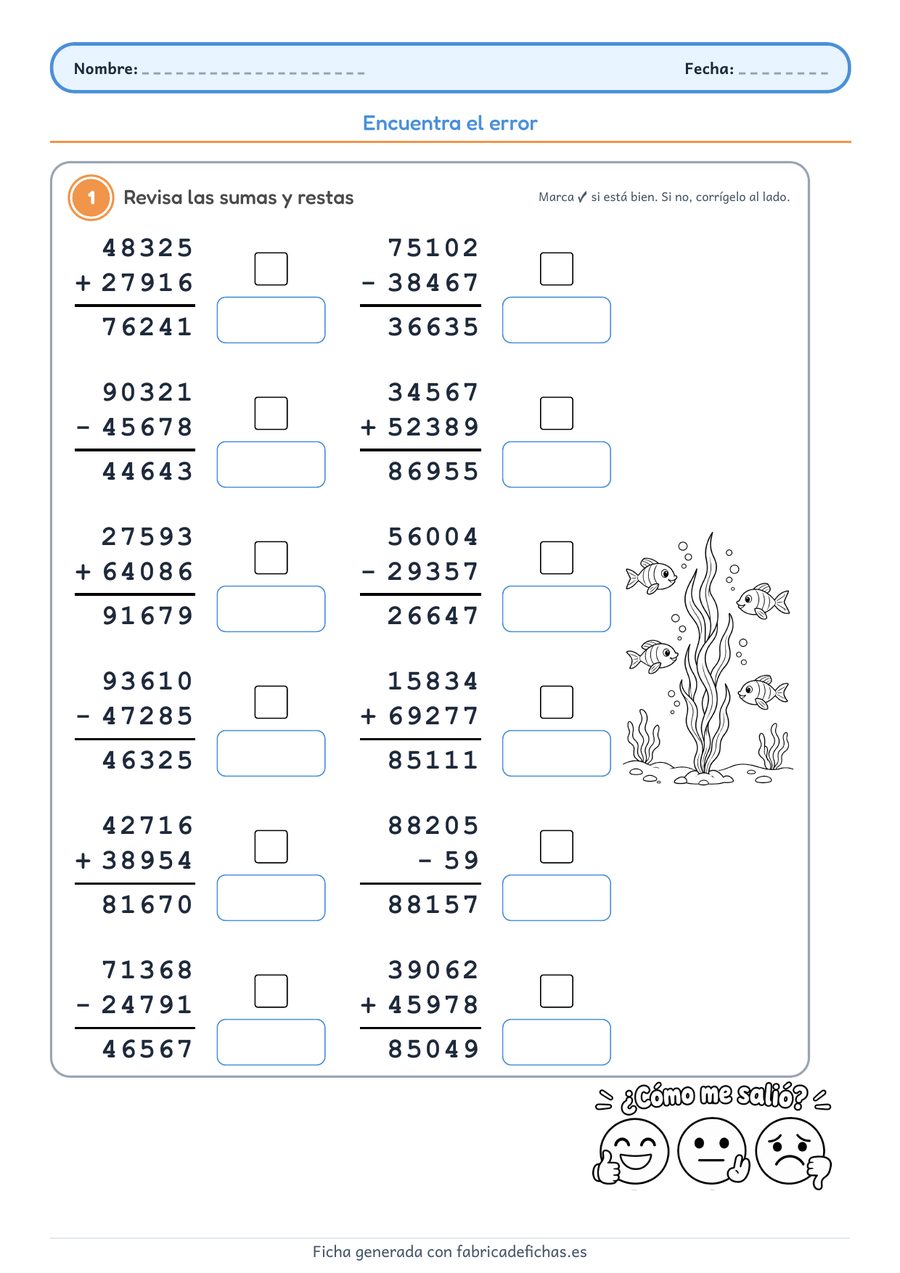 Nombre: Fecha:
Encuentra el error
1 Revisa las sumas y restas Marca ✓ si está bien. Si no, corrígelo al lado.
48325 75102
+ 27916 - 38467
76241 36635
90321 34567
- 45678 + 52389
44643 86955
27593 56004
+ 64086 - 29357
91679 26647
93610 15834
- 47285 + 69277
46325 85111
42716 88205
+ 38954 - 59
81670 88157
71368 39062
- 24791 + 45978
46567 85049
¿Cómo me salió?
Ficha generada con fabricadefichas.es